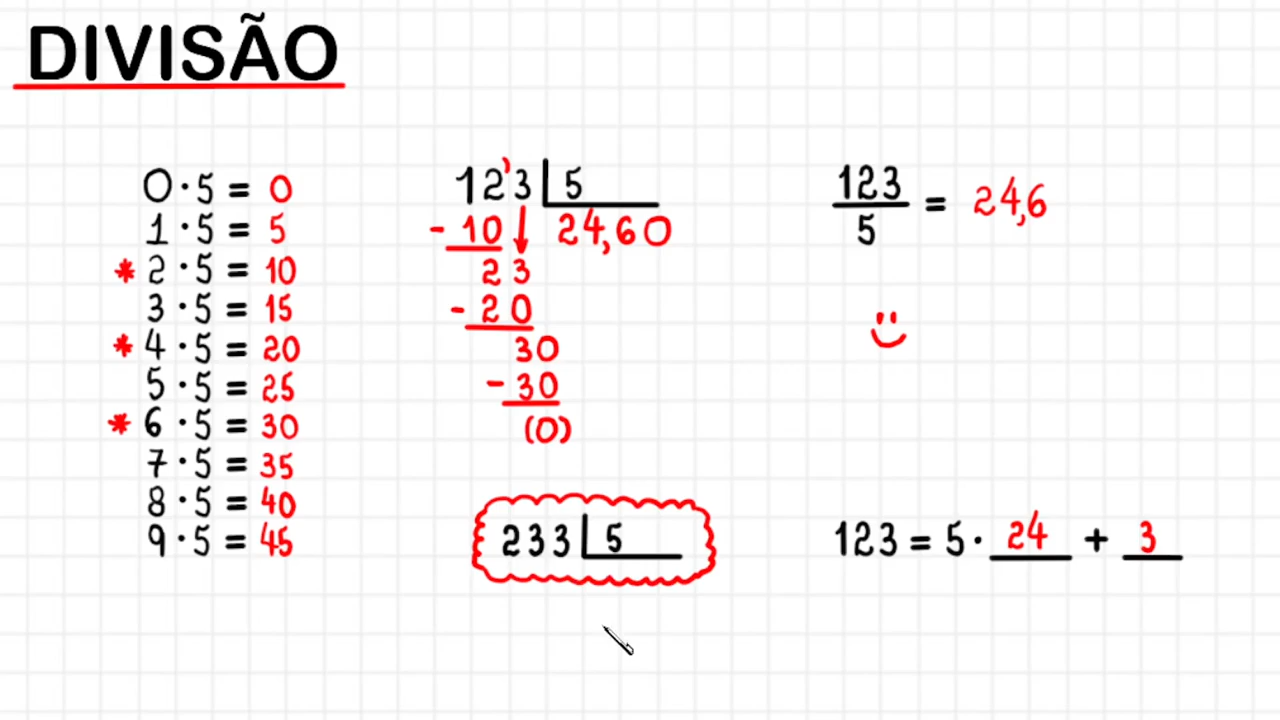 DIVISÃO
0·5 = 0
1·5 = 5
* 2·5 = 10
3·5 = 15
* 4·5 = 20
5·5 = 25
* 6·5 = 30
7·5 = 35
8·5 = 40
9·5 = 45
12'3 | 5
- 10 24,60
23
- 20
30
- 30
(0)
233 | 5
123
5
= 24,6
123 = 5· 24 + 3